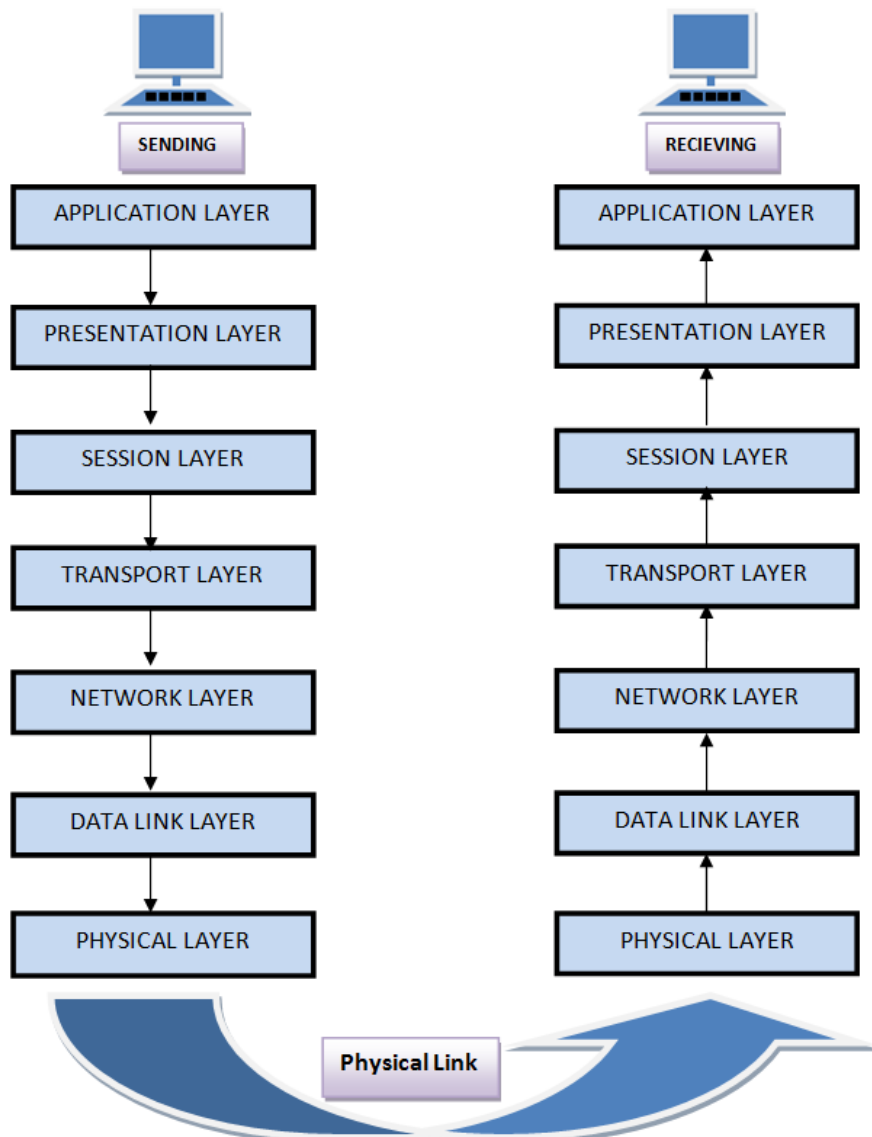 SENDING
APPLICATION LAYER
PRESENTATION LAYER
SESSION LAYER
TRANSPORT LAYER
NETWORK LAYER
DATA LINK LAYER
PHYSICAL LAYER
RECIEVING
APPLICATION LAYER
PRESENTATION LAYER
SESSION LAYER
TRANSPORT LAYER
NETWORK LAYER
DATA LINK LAYER
PHYSICAL LAYER
Physical Link